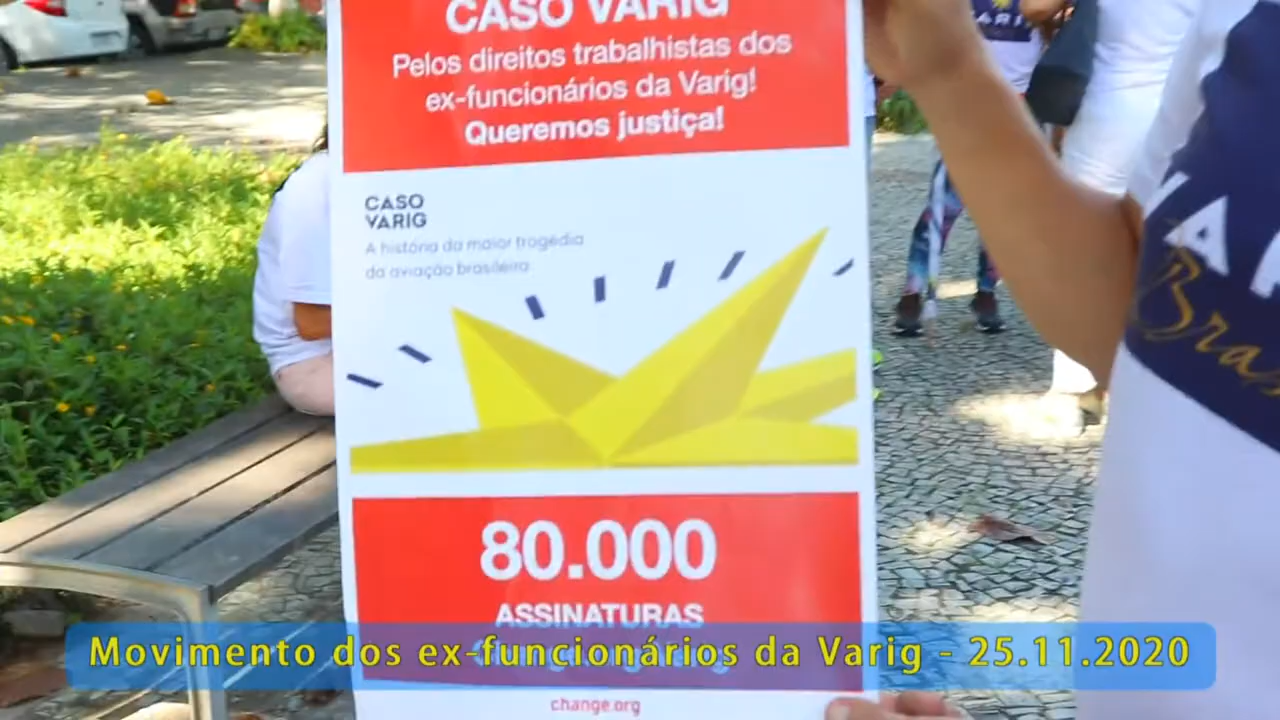 CASO VARIG
Pelos direitos trabalhistas dos
ex-funcionários da Varig!
Queremos justiça!
CASO
VARIG
A história da maior tragédia
da aviação brasileira
80.000
ASSINATURAS
Movimento dos ex-funcionários da Varig - 25.11.2020
change.org